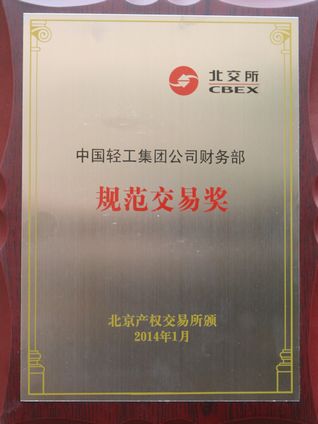 北交所
CBEX
中国轻工集团公司财务部
规范交易奖
北京产权交易所颁
2014年1月